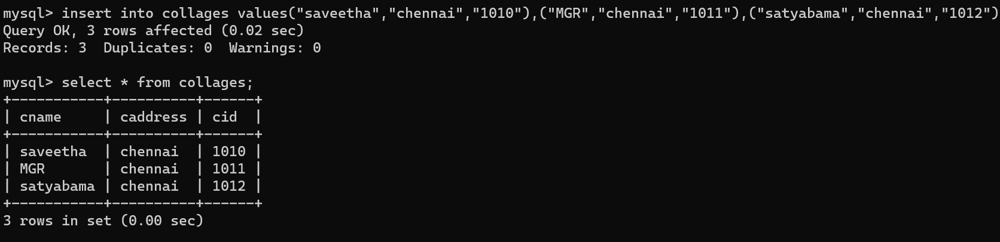 mysql> insert into collages values("saveetha","chennai","1010"),("MGR","chennai","1011"),("satyabama","chennai","1012")
Query OK, 3 rows affected (0.02 sec)
Records: 3  Duplicates: 0  Warnings: 0

mysql> select * from collages;
+-----------+----------+------+
| cname     | caddress | cid  |
+-----------+----------+------+
| saveetha  | chennai  | 1010 |
| MGR       | chennai  | 1011 |
| satyabama | chennai  | 1012 |
+-----------+----------+------+
3 rows in set (0.00 sec)